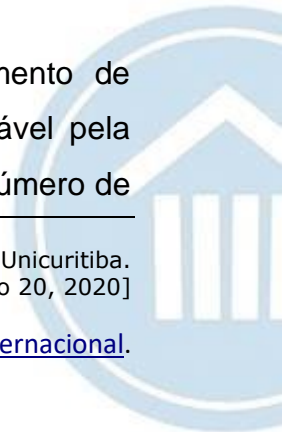 mento de
ável pela
úmero de
Unicuritiba.
o 20, 2020]
ernacional.